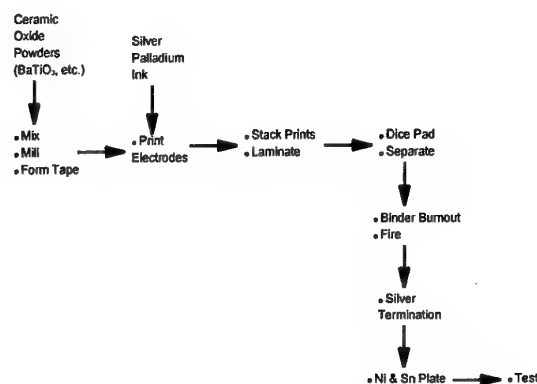 Ceramic
Oxide
Powders
(BaTiO₃, etc.)
Silver
Palladium
Ink
• Mix
• Mill
• Form Tape
• Print
Electrodes
• Stack Prints
• Laminate
• Dice Pad
• Separate
• Binder Burnout
• Fire
• Silver
Termination
• Ni & Sn Plate
• Test